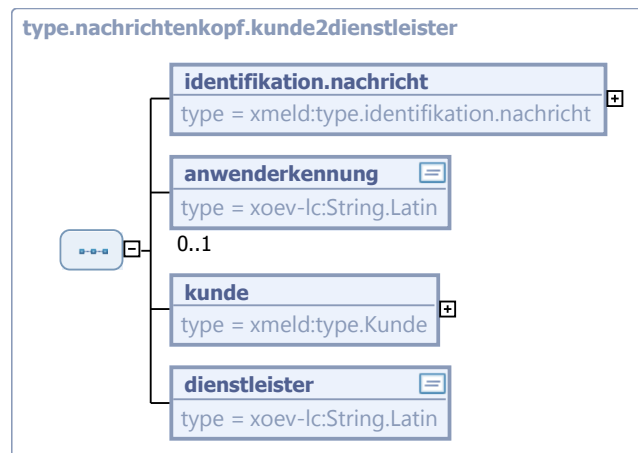 type.nachrichtenkopf.kunde2dienstleister
identifikation.nachricht
type = xmeld:type.identifikation.nachricht
anwenderkennung
type = xoev-lc:String.Latin
0..1
kunde
type = xmeld:type.Kunde
dienstleister
type = xoev-lc:String.Latin